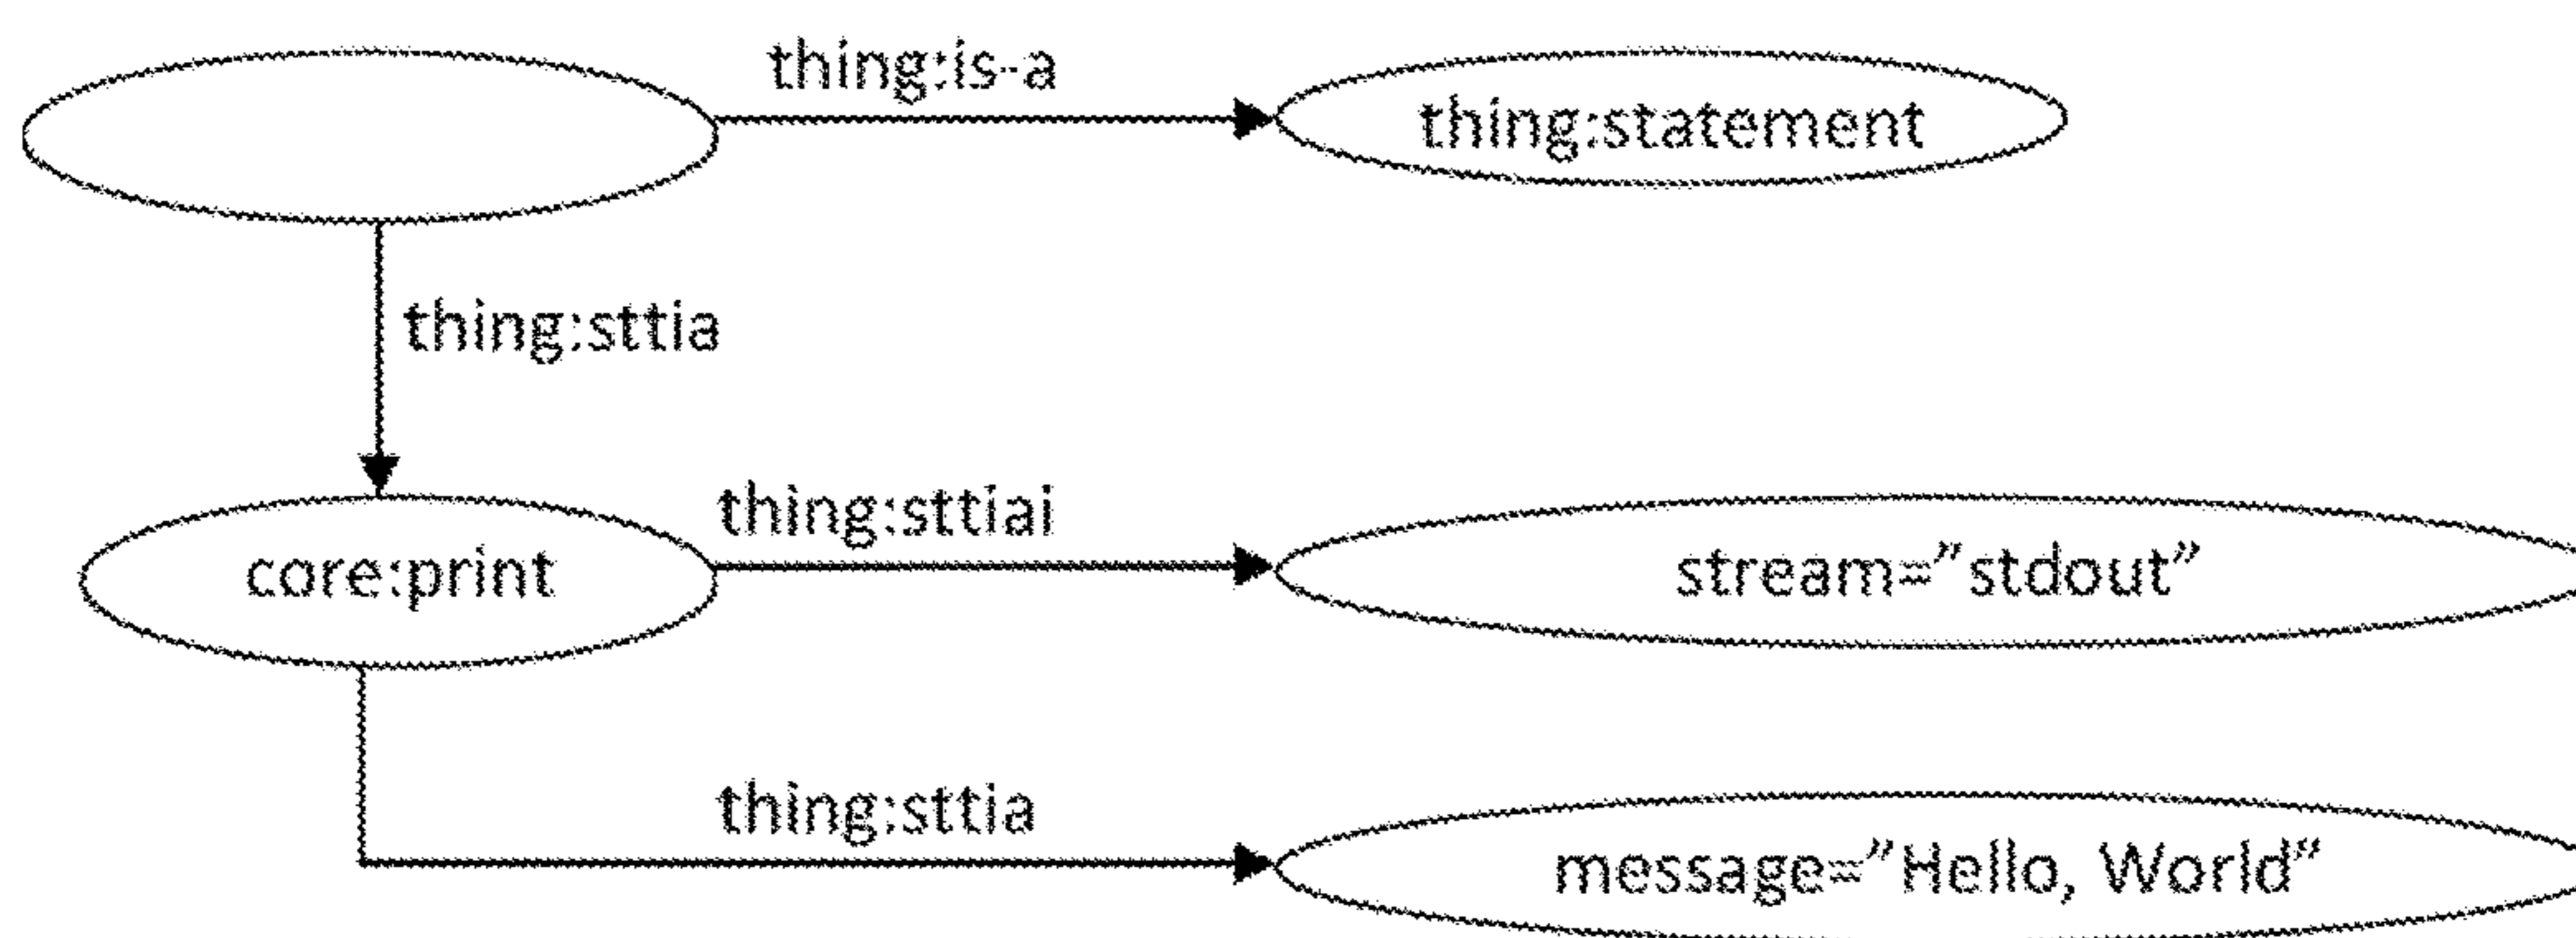 thing:is-a
thing:statement
thing:sttia
thing:sttiai
core:print
stream=”stdout”
thing:sttia
message=”Hello, World“